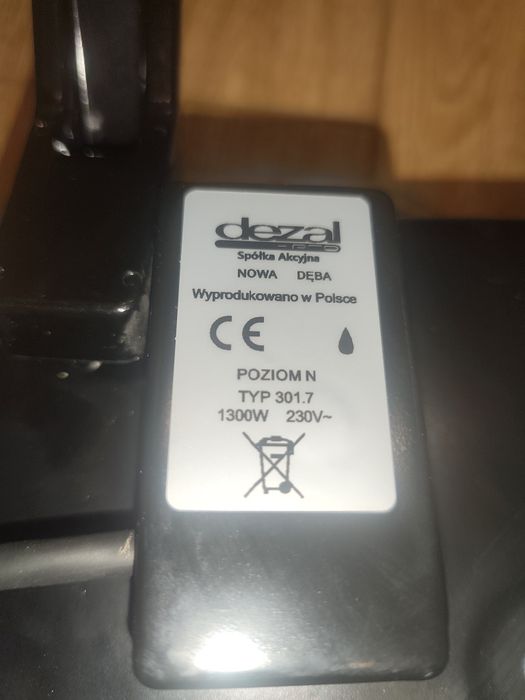 dezal
Spółka Akcyjna
NOWA DĘBA
Wyprodukowano w Polsce
CE
POZIOM N
TYP 301.7
1300W 230V~